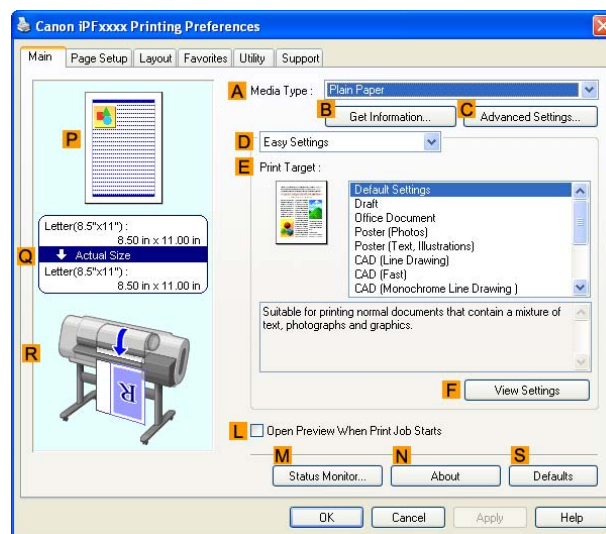 Canon iPFxxxx Printing Preferences
Main Page Setup Layout Favorites Utility Support
A Media Type : Plain Paper
B Get Information... C Advanced Settings...
D Easy Settings
E Print Target :
Default Settings
Draft
Office Document
Poster (Photos)
Poster (Text, Illustrations)
CAD (Line Drawing)
CAD (Fast)
CAD (Monochrome Line Drawing )
Suitable for printing normal documents that contain a mixture of
text, photographs and graphics.
F View Settings
P
Q
Letter(8.5"x11") :
8.50 in x 11.00 in
Actual Size
Letter(8.5"x11") :
8.50 in x 11.00 in
R
R
L Open Preview When Print Job Starts
M Status Monitor... N About S Defaults
OK Cancel Apply Help